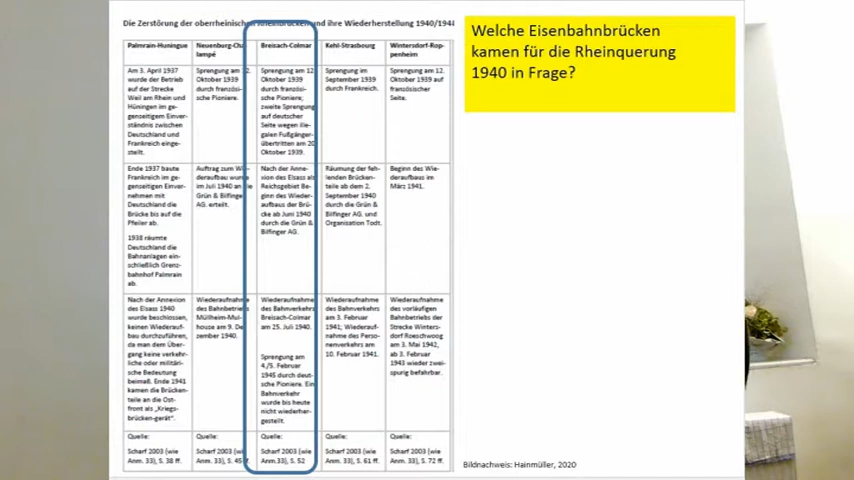 Die Zerstörung der oberrheinischen Rheinbrücken und ihre Wiederherstellung 1940/1948
Welche Eisenbahnbrücken
kamen für die Rheinquerung
1940 in Frage?
Palmrain-Huningue
Am 3. April 1937
wurde der Betrieb
auf der Strecke
Weil am Rhein und
Hüningen im ge-
genseitigem Einver-
ständnis zwischen
Deutschland und
Frankreich einge-
stellt.
Ende 1937 baute
Frankreich im ge-
genseitigen Einver-
nehmen mit
Deutschland die
Brücke bis auf die
Pfeiler ab.
1938 räumte
Deutschland die
Bahnanlagen ein-
schließlich Grenz-
bahnhof Palmrain
ab.
Nach der Annexion
des Elsass 1940
wurde beschlossen,
keinen Wiederauf-
bau durchzuführen,
da man dem Über-
gang keine verkehr-
liche oder militäri-
sche Bedeutung
beimaß. Ende 1941
kamen die Brücken-
teile an die Ost-
front als „Kriegs-
brücken-gerät“.
Quelle:
Scharf 2003 (wie
Anm. 33), S. 38 ff.
Neuenburg-Cha
lampé
Sprengung am 12.
Oktober 1939
durch französi-
sche Pioniere.
Auftrag zum Wi
deraufbau wurd
im Juli 1940 an die
Grün & Bilfinger
AG. erteilt.
Wiederaufnahme
des Bahnbetriebs
Müllheim-Mul-
house am 9. De
zember 1940.
Quelle:
Scharf 2003 (wie
Anm. 33), S. 45 ff
Breisach-Colmar
Sprengung am 12.
Oktober 1939
durch französi-
sche Pioniere;
zweite Sprengung
auf deutscher
Seite wegen ille-
galen Fußgänger-
übertritten am 20
Oktober 1939.
Nach der Anne-
xion des Elsass als
Reichsgebiet Be-
ginn des Wieder-
aufbaus der Brü-
cke ab Juni 1940
durch die Grün &
Bilfinger AG.
Wiederaufnahme
des Bahnverkehrs
Breisach-Colmar
am 25. Juli 1940.
Sprengung am
4./5. Februar
1945 durch deut-
sche Pioniere. Ein
Bahnverkehr
wurde bis heute
nicht wiederher-
gestellt.
Quelle:
Scharf 2003 (wie
Anm.33), S. 52
Kehl-Strasbourg
Sprengung im
September 1939
durch Frankreich.
Räumung der feh-
lenden Brücken-
teile ab dem 2.
September 1940
durch die Grün &
Bilfinger AG. und
Organisation Todt.
Wiederaufnahme
des Bahnverkehrs
am 3. Februar
1941; Wiederauf-
nahme des Perso-
nenverkehrs am
10. Februar 1941.
Quelle:
Scharf 2003 (wie
Anm. 33), S. 61 ff.
Wintersdorf-Rop-
penheim
Sprengung am 12.
Oktober 1939 auf
französischer
Seite.
Beginn des Wie-
deraufbaus im
März 1941.
Wiederaufnahme
des vorläufigen
Bahnbetriebs der
Strecke Winters-
dorf Roeschwoog
am 3. Mai 1942,
ab 3. Februar
1943 wieder zwei-
spurig befahrbar.
Quelle:
Scharf 2003 (wie
Anm. 33), S. 72 ff.
Bildnachweis: Hainmüller, 2020